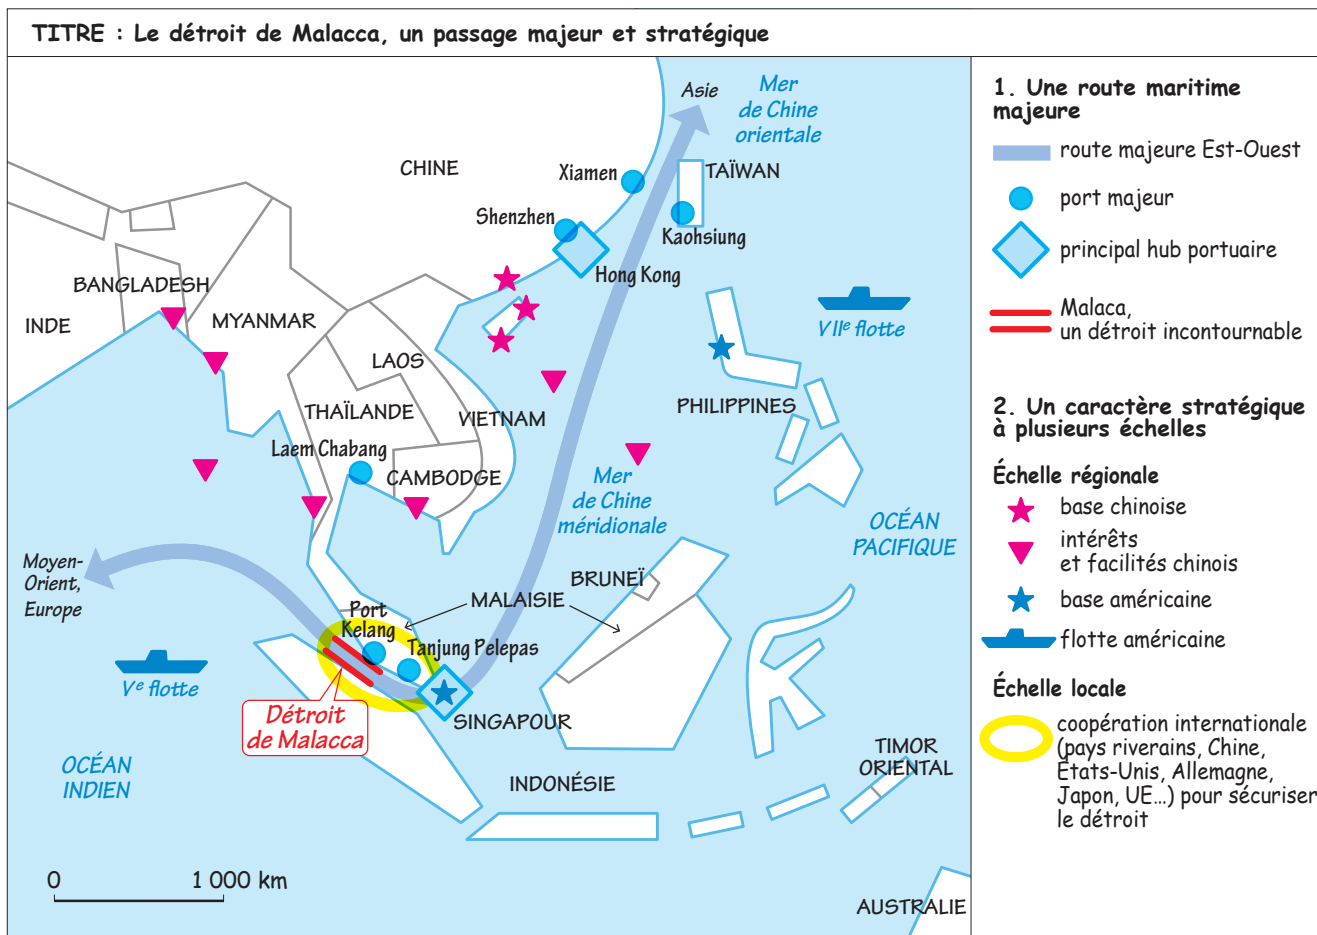 TITRE : Le détroit de Malacca, un passage majeur et stratégique
Asie
Mer
de Chine
orientale
CHINE
Xiamen
TAÏWAN
Shenzhen
Kaohsiung
Hong Kong
BANGLADESH
INDE
MYANMAR
VIIe flotte
LAOS
THAÏLANDE
VIETNAM
PHILIPPINES
Laem Chabang
CAMBODGE
Mer
de Chine
méridionale
OCÉAN
PACIFIQUE
Moyen-
Orient,
Europe
BRUNEÏ
MALAISIE
Port
Kelang
Tanjung Pelepas
Ve flotte
Détroit
de Malacca
SINGAPOUR
OCÉAN
INDIEN
INDONÉSIE
TIMOR
ORIENTAL
0 1 000 km
AUSTRALIE
1. Une route maritime
majeure
route majeure Est-Ouest
port majeur
principal hub portuaire
Malaca,
un détroit incontournable
2. Un caractère stratégique
à plusieurs échelles
Échelle régionale
base chinoise
intérêts
et facilités chinois
base américaine
flotte américaine
Échelle locale
coopération internationale
(pays riverains, Chine,
États-Unis, Allemagne,
Japon, UE...) pour sécuriser
le détroit